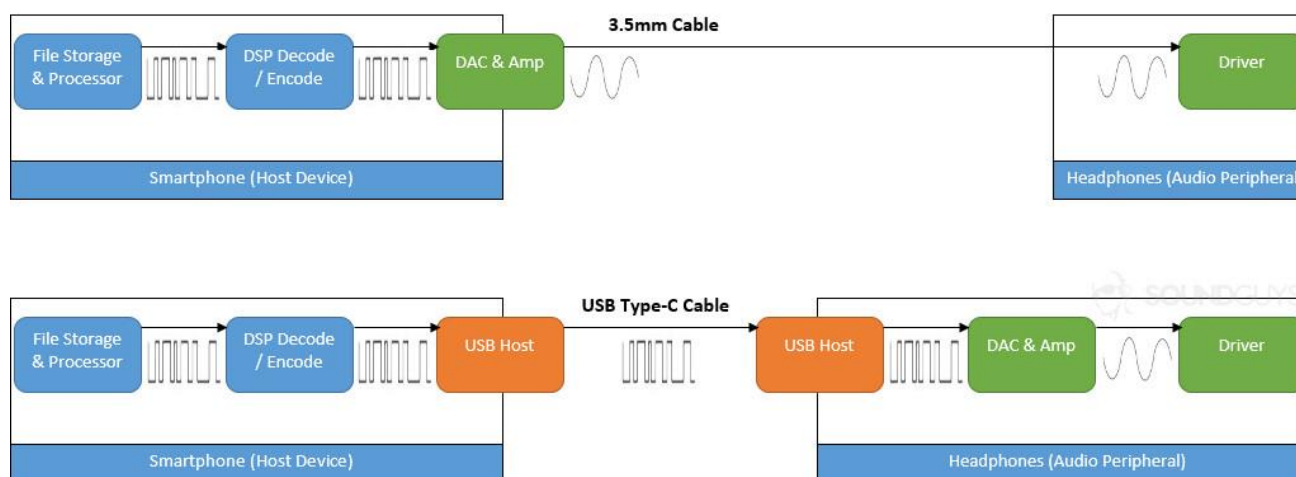 3.5mm Cable
File Storage
& Processor
DSP Decode
/ Encode
DAC & Amp
Driver
Smartphone (Host Device)
Headphones (Audio Peripheral
SOUNDGUYS
USB Type-C Cable
File Storage
& Processor
DSP Decode
/ Encode
USB Host
USB Host
DAC & Amp
Driver
Smartphone (Host Device)
Headphones (Audio Peripheral)